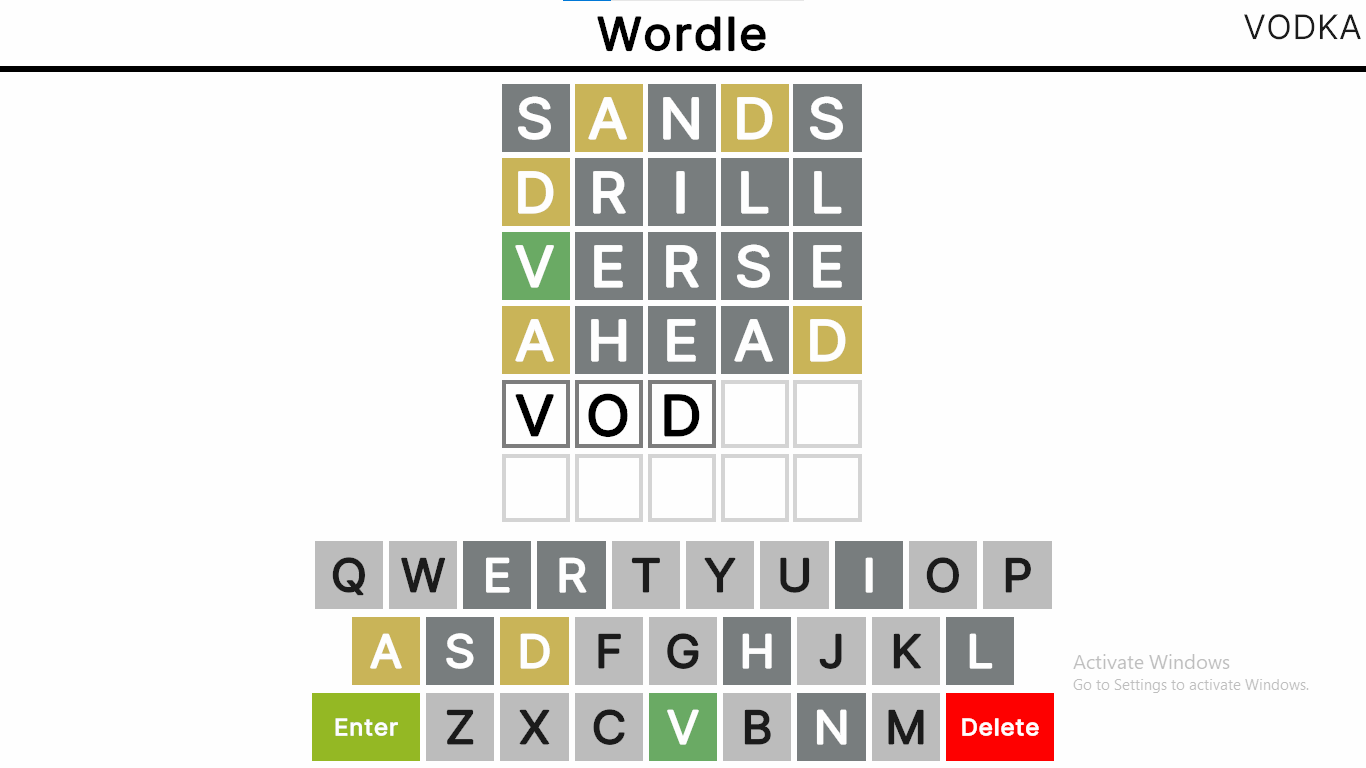 Wordle
VODKA
SANDS
DRILL
VERSE
AHEAD
VOD
QWERTYUIOP
ASDFGHJKL
Enter ZXCVBNM Delete
Activate Windows
Go to Settings to activate Windows.